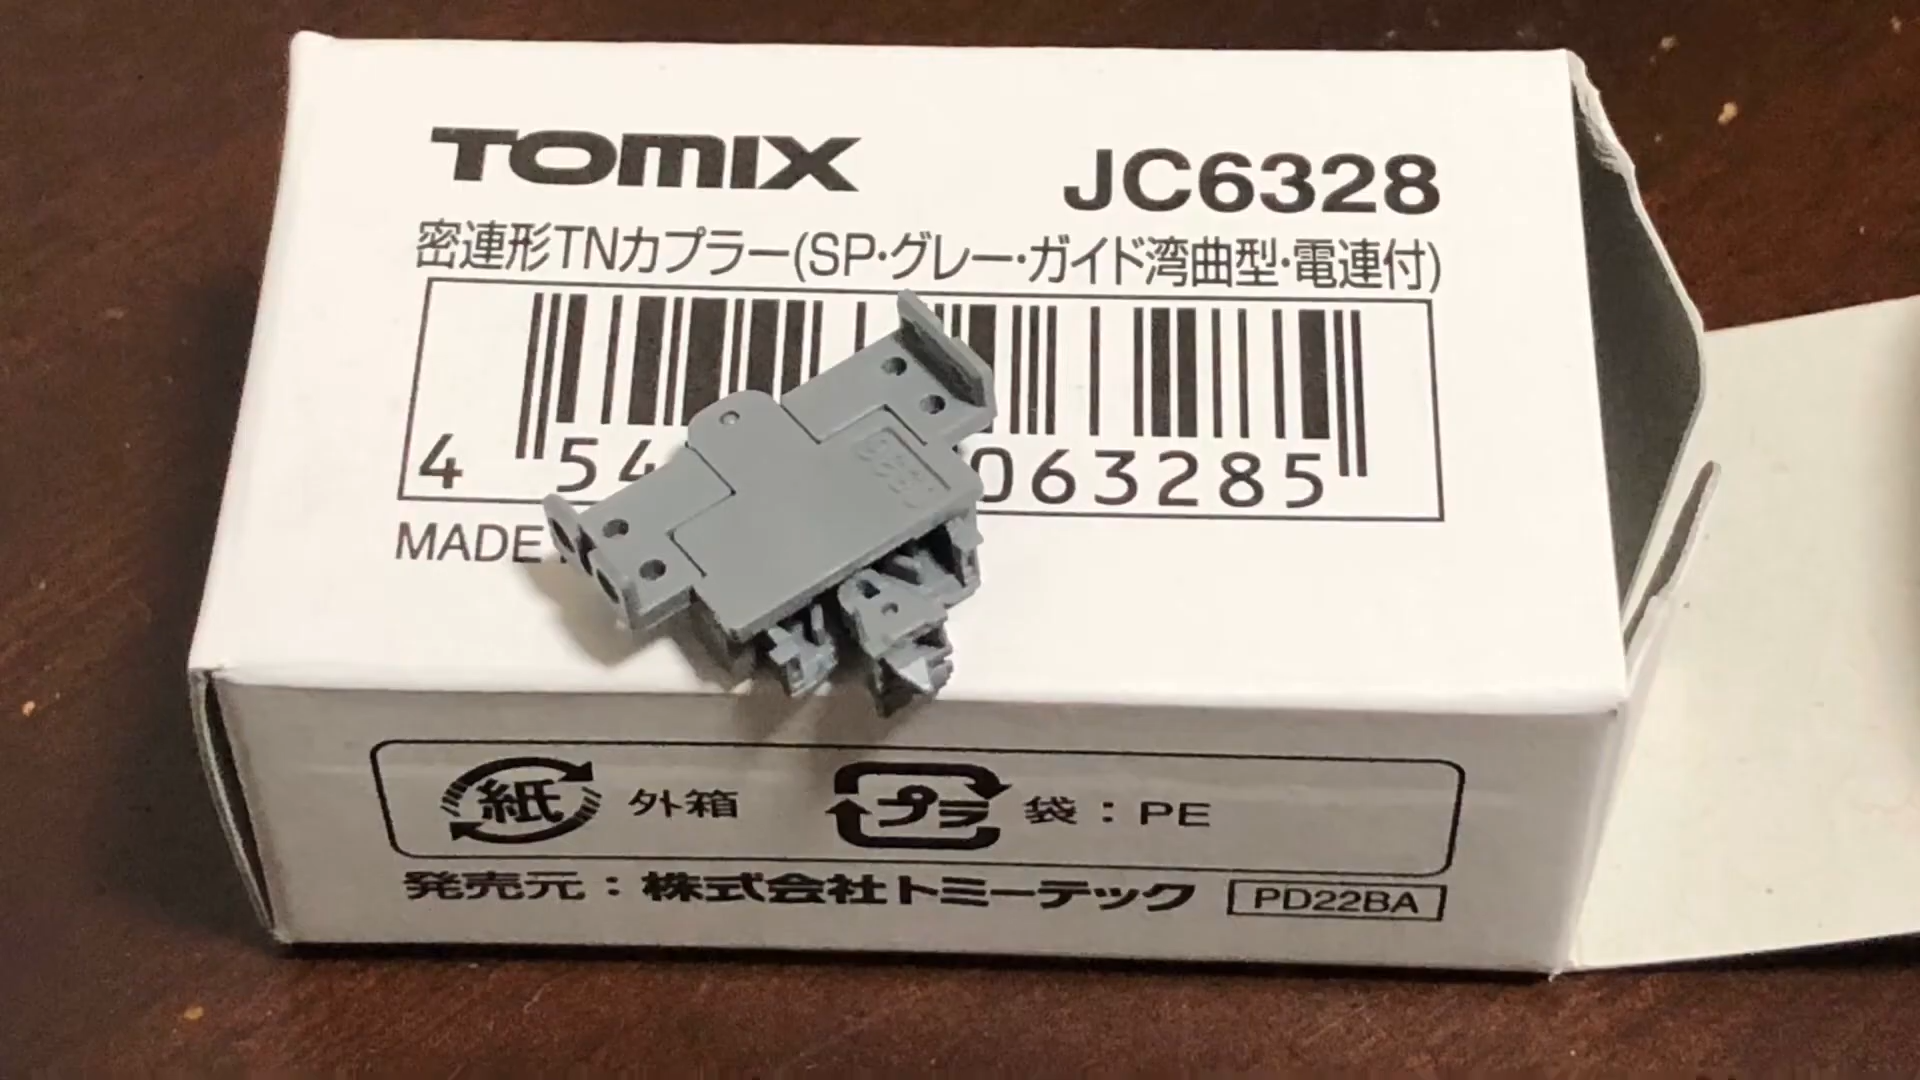 TOMIX JC6328
密連形TNカプラー(SP・グレー・ガイド湾曲型・電連付)
4 54 063285
MADE
紙 外箱 プラ 袋：PE
発売元：株式会社トミーテック PD22BA